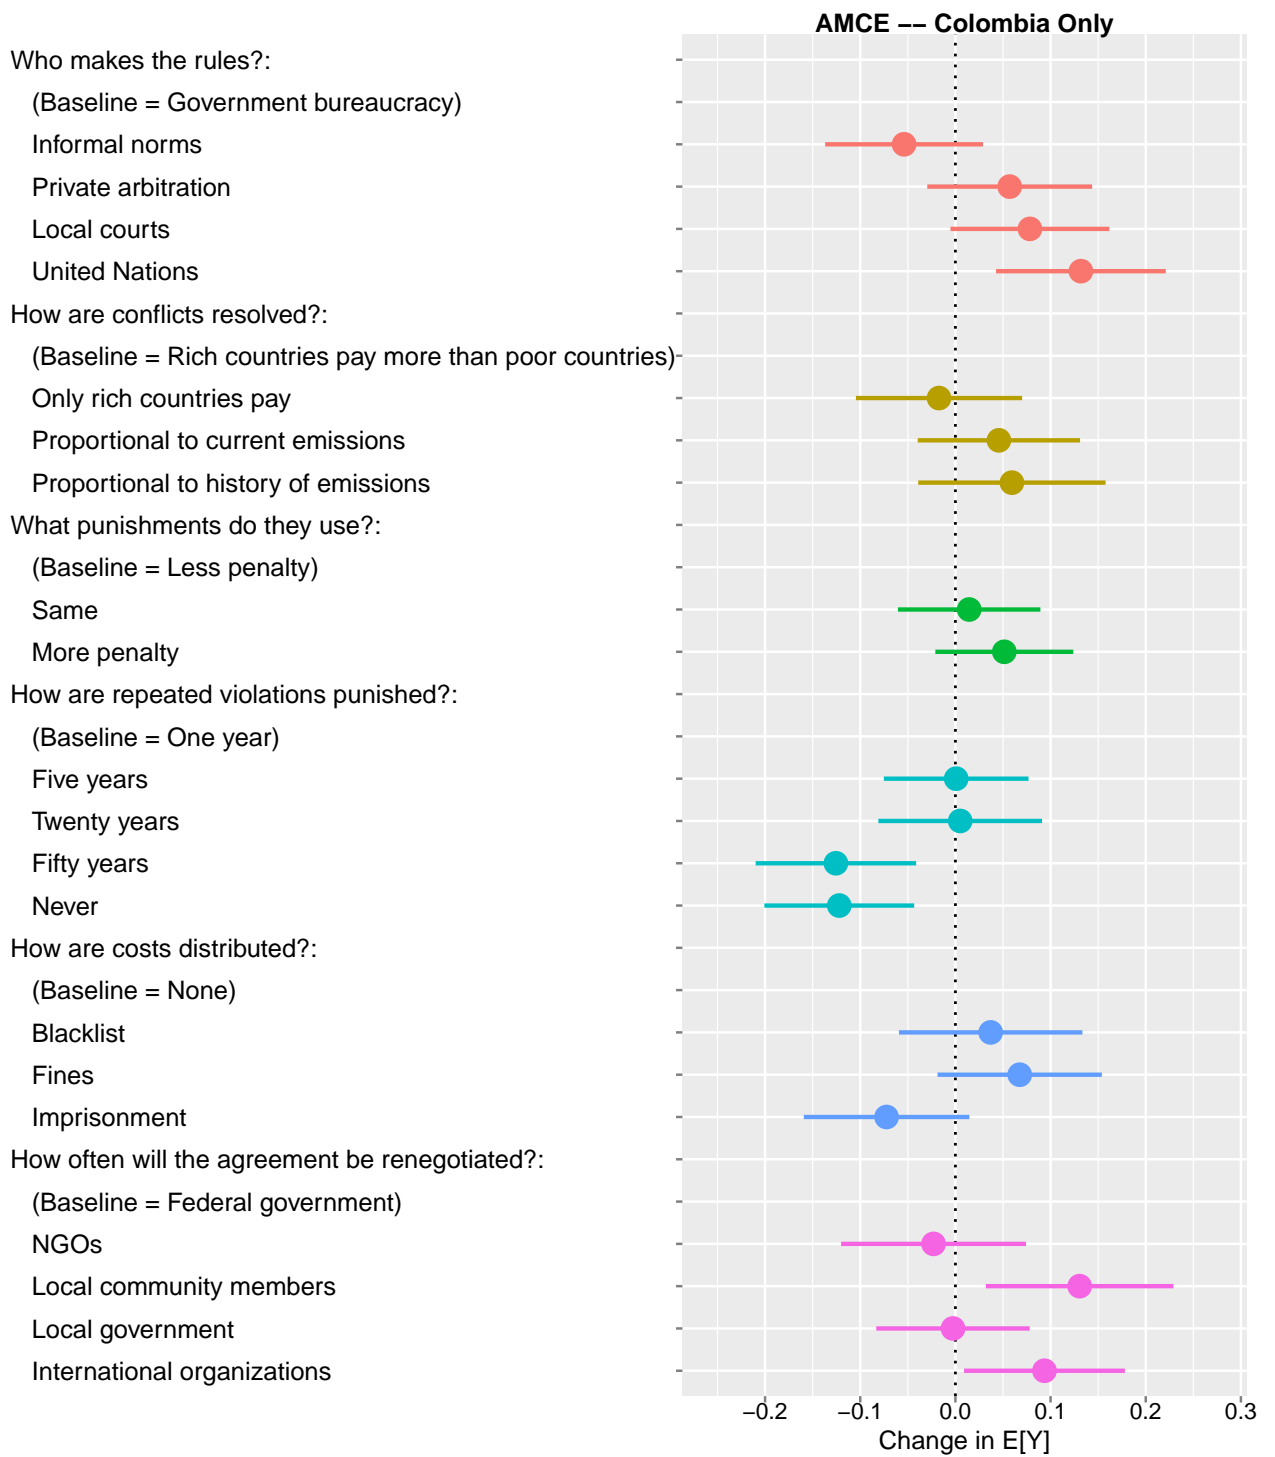 AMCE −− Colombia Only
Who makes the rules?:
(Baseline = Government bureaucracy)
Informal norms
Private arbitration
Local courts
United Nations
How are conflicts resolved?:
(Baseline = Rich countries pay more than poor countries)
Only rich countries pay
Proportional to current emissions
Proportional to history of emissions
What punishments do they use?:
(Baseline = Less penalty)
Same
More penalty
How are repeated violations punished?:
(Baseline = One year)
Five years
Twenty years
Fifty years
Never
How are costs distributed?:
(Baseline = None)
Blacklist
Fines
Imprisonment
How often will the agreement be renegotiated?:
(Baseline = Federal government)
NGOs
Local community members
Local government
International organizations
−0.2 −0.1 0.0 0.1 0.2 0.3
Change in E[Y]